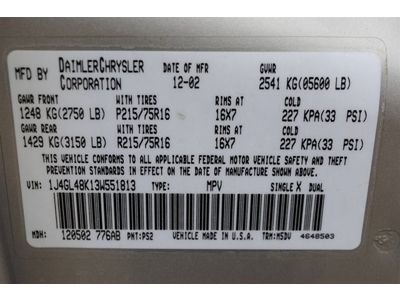 MFD BY DAIMLERCHRYSLER CORPORATION DATE OF MFR 12-02 GVWR 2541 KG(05600 LB)
GAWR FRONT WITH TIRES RIMS AT COLD
1248 KG(2750 LB) P215/75R16 16X7 227 KPA(33 PSI)
GAWR REAR WITH TIRES RIMS AT COLD
1429 KG(3150 LB) R215/75R16 16X7 227 KPA(33 PSI)
THIS VEHICLE CONFORMS TO ALL APPLICABLE FEDERAL MOTOR VEHICLE SAFETY AND THEFT PREVENTION
STANDARDS IN EFFECT ON THE DATE OF MANUFACTURE SHOWN ABOVE.
VIN: 1J4GL48K13W551813 TYPE: MPV SINGLE X DUAL
MDH: 120502 776AB PNT:PS2 VEHICLE MADE IN U.S.A. TRM:MSDV 4648503